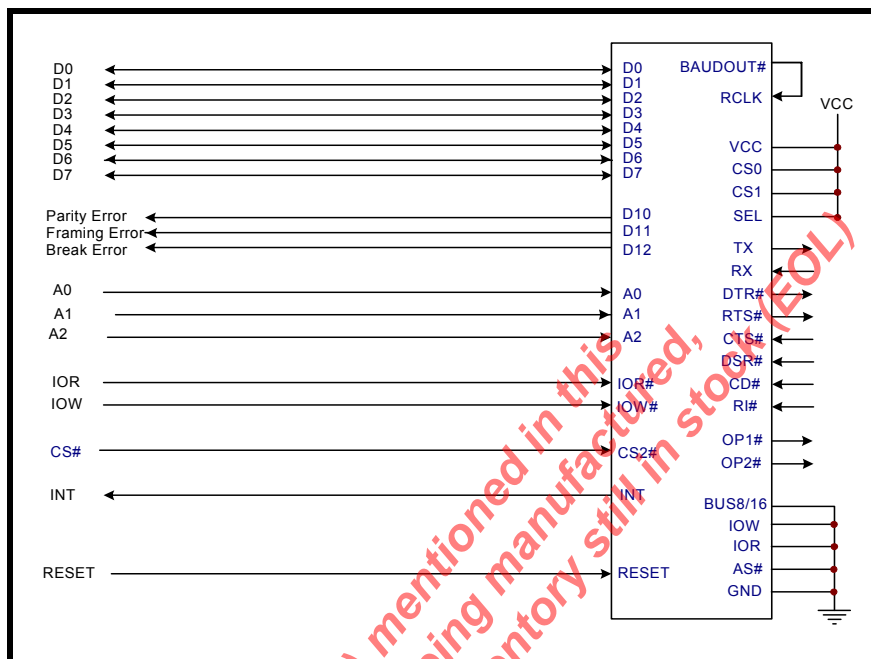 D0
D1
D2
D3
D4
D5
D6
D7
Parity Error
Framing Error
Break Error
A0
A1
A2
IOR
IOW
CS#
INT
RESET
D0
D1
D2
D3
D4
D5
D6
D7
D10
D11
D12
A0
A1
A2
IOR#
IOW#
CS2#
INT
RESET
BAUDOUT#
RCLK
VCC
VCC
CS0
CS1
SEL
TX
RX
DTR#
RTS#
CTS#
DSR#
CD#
RI#
OP1#
OP2#
BUS8/16
IOW
IOR
AS#
GND
mentioned in this
being manufactured,
inventory still in stock (EOL)